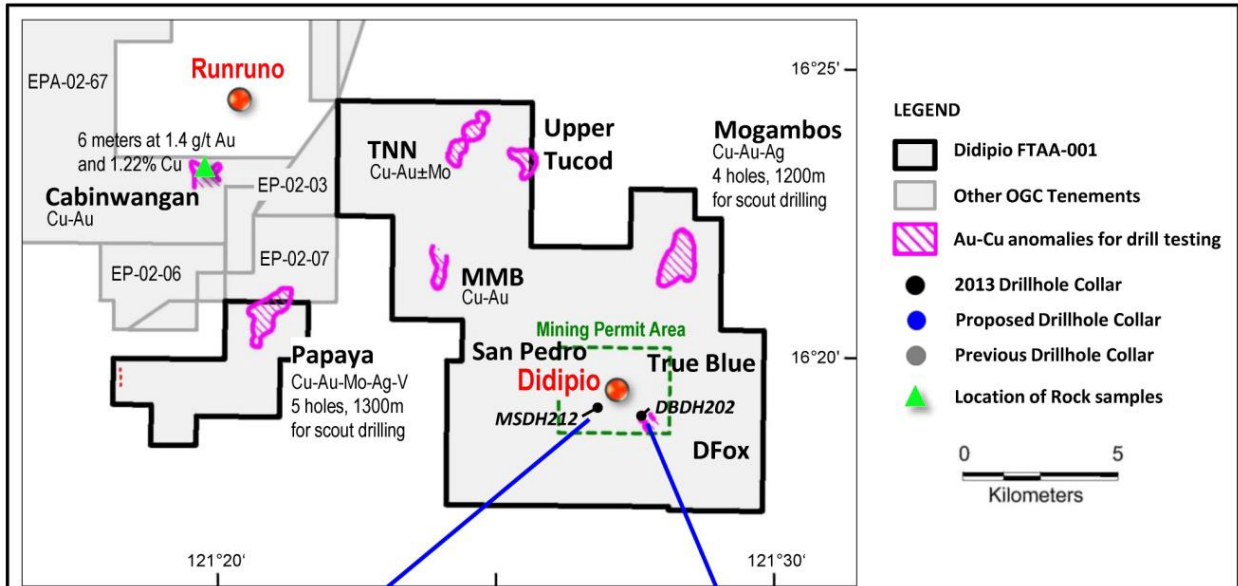 EPA-02-67
Runruno
6 meters at 1.4 g/t Au
and 1.22% Cu
Cabinwangan
Cu-Au
EP-02-03
EP-02-06
EP-02-07
TNN
Cu-Au±Mo
Upper
Tucod
Mogambos
Cu-Au-Ag
4 holes, 1200m
for scout drilling
MMB
Cu-Au
Papaya
Cu-Au-Mo-Ag-V
5 holes, 1300m
for scout drilling
Mining Permit Area
San Pedro
True Blue
Didipio
MSDH212
DBDH202
DFox
16°25'
16°20'
121°20'
121°30'
LEGEND
Didipio FTAA-001
Other OGC Tenements
Au-Cu anomalies for drill testing
2013 Drillhole Collar
Proposed Drillhole Collar
Previous Drillhole Collar
Location of Rock samples
0 5
Kilometers